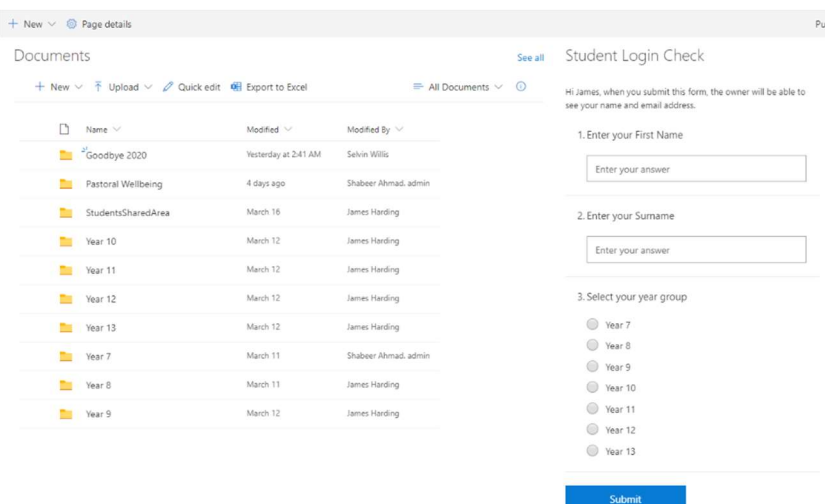 New
Page details
Pu
Documents
See all
New Upload Quick edit Export to Excel All Documents
Name Modified Modified By
Goodbye 2020 Yesterday at 2:41 AM Selvin Willis
Pastoral Wellbeing 4 days ago Shabeer Ahmad, admin
StudentsSharedArea March 16 James Harding
Year 10 March 12 James Harding
Year 11 March 12 James Harding
Year 12 March 12 James Harding
Year 13 March 12 James Harding
Year 7 March 11 Shabeer Ahmad, admin
Year 8 March 11 James Harding
Year 9 March 12 James Harding
Student Login Check
Hi James, when you submit this form, the owner will be able to
see your name and email address.
1. Enter your First Name
Enter your answer
2. Enter your Surname
Enter your answer
3. Select your year group
Year 7
Year 8
Year 9
Year 10
Year 11
Year 12
Year 13
Submit